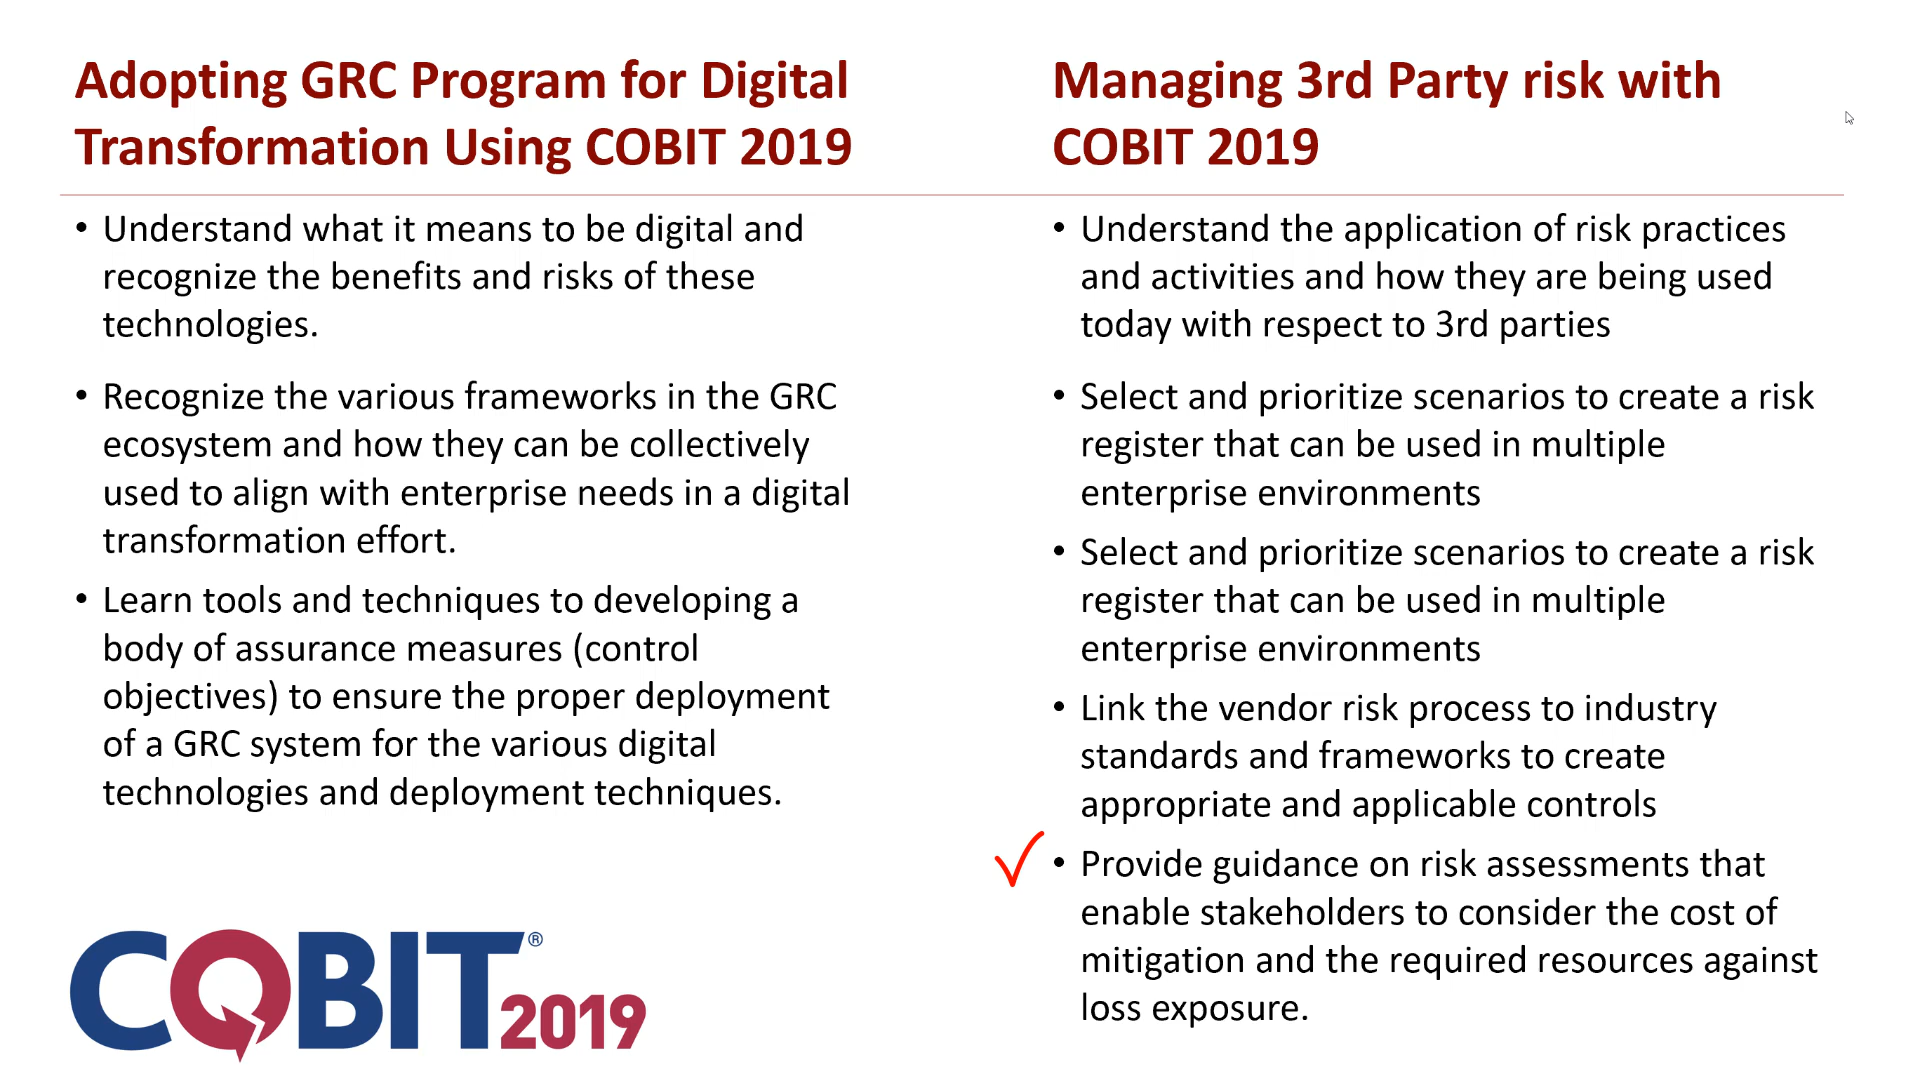 Adopting GRC Program for Digital
Transformation Using COBIT 2019
• Understand what it means to be digital and
recognize the benefits and risks of these
technologies.
• Recognize the various frameworks in the GRC
ecosystem and how they can be collectively
used to align with enterprise needs in a digital
transformation effort.
• Learn tools and techniques to developing a
body of assurance measures (control
objectives) to ensure the proper deployment
of a GRC system for the various digital
technologies and deployment techniques.
COBIT® 2019
Managing 3rd Party risk with
COBIT 2019
• Understand the application of risk practices
and activities and how they are being used
today with respect to 3rd parties
• Select and prioritize scenarios to create a risk
register that can be used in multiple
enterprise environments
• Select and prioritize scenarios to create a risk
register that can be used in multiple
enterprise environments
• Link the vendor risk process to industry
standards and frameworks to create
appropriate and applicable controls
• Provide guidance on risk assessments that
enable stakeholders to consider the cost of
mitigation and the required resources against
loss exposure.